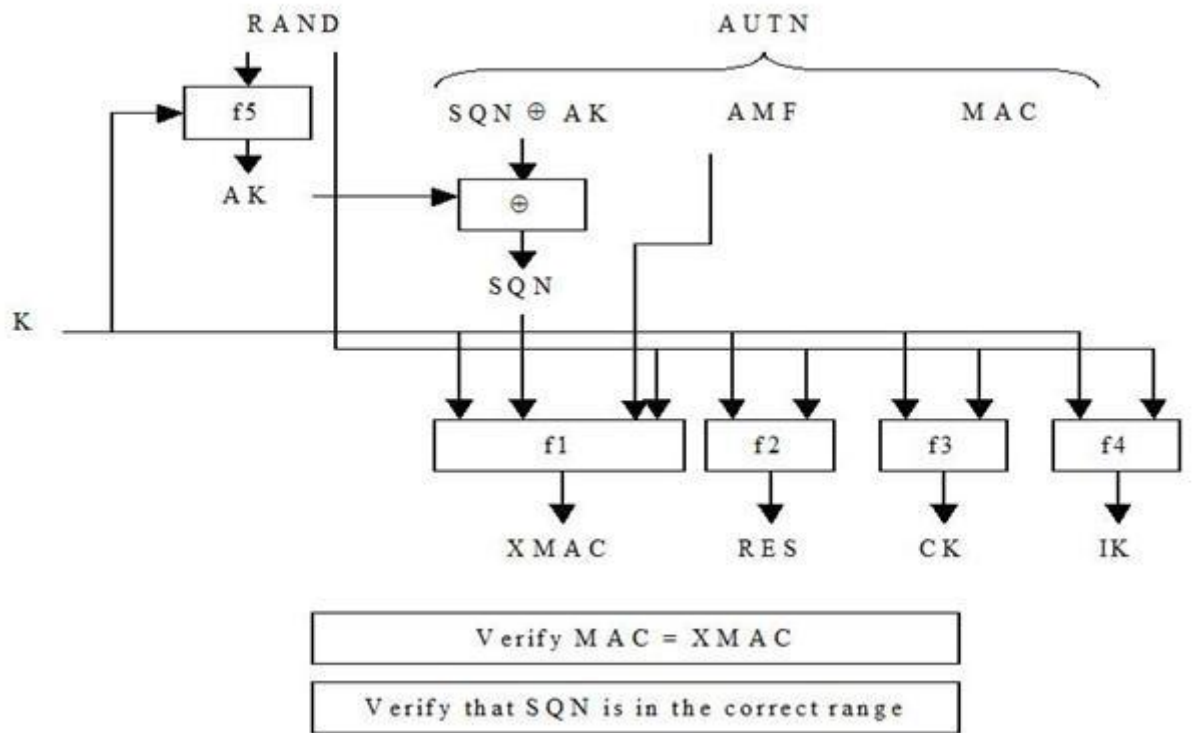 RAND
AUTN
f5
SQN ⊕ AK
AMF
MAC
AK
⊕
SQN
K
f1
f2
f3
f4
XMAC
RES
CK
IK
Verify MAC = XMAC
Verify that SQN is in the correct range